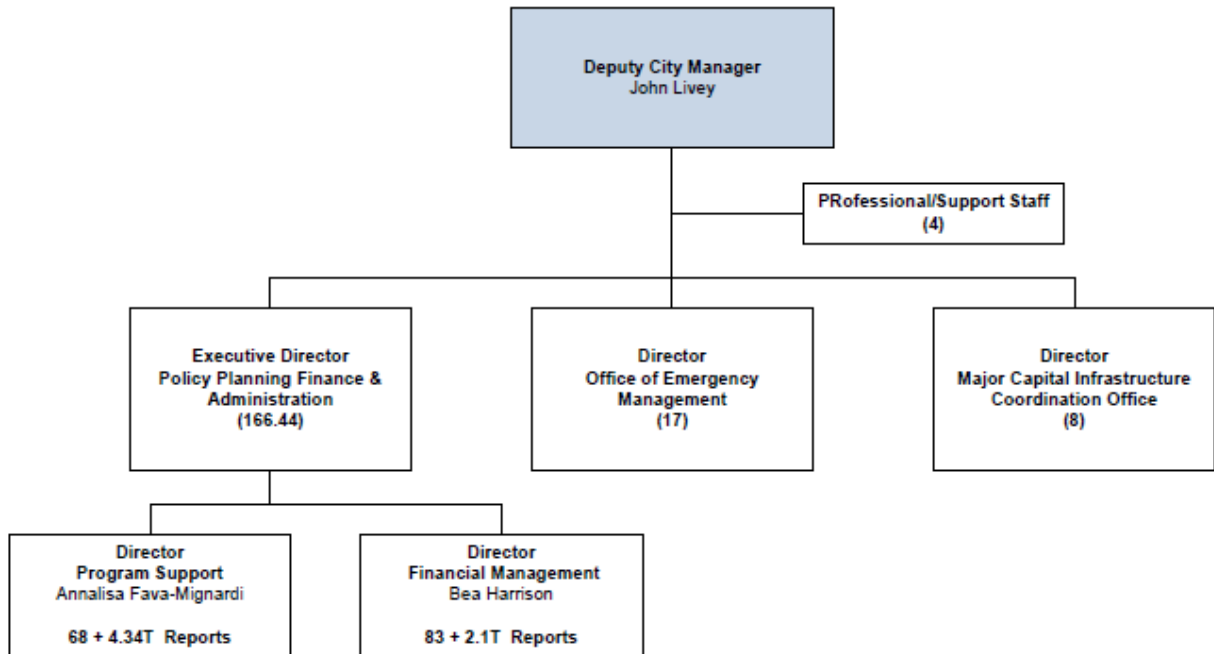 Deputy City Manager
John Livey
PRofessional/Support Staff
(4)
Executive Director
Policy Planning Finance &
Administration
(166.44)
Director
Office of Emergency
Management
(17)
Director
Major Capital Infrastructure
Coordination Office
(8)
Director
Program Support
Annalisa Fava-Mignardi
68 + 4.34T Reports
Director
Financial Management
Bea Harrison
83 + 2.1T Reports